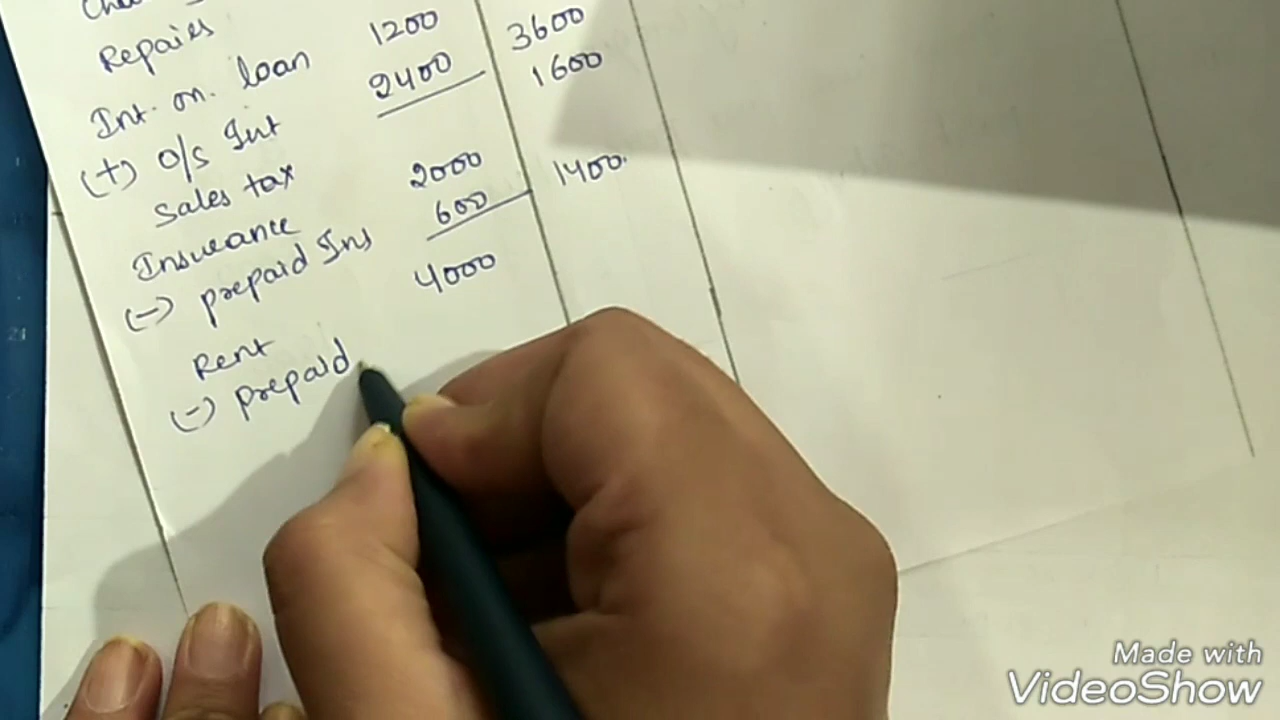 Repairs
Int. on. loan 1200 3600
(+) o/s Int 2400 1600
Sales tax
Insurance 2000 1400.
(-) prepaid Ins 600
Rent 4000
(-) prepaid
Made with
VideoShow